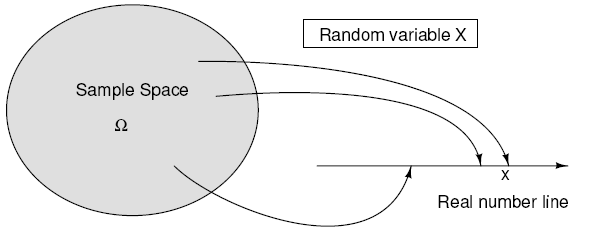 Random variable X
Sample Space
Ω
x
Real number line